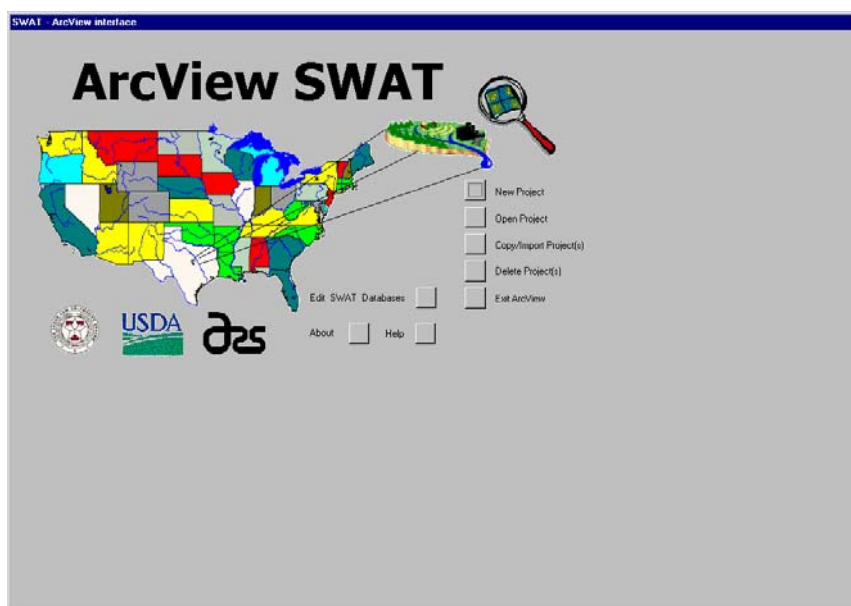 SWAT - ArcView interface
ArcView SWAT
New Project
Open Project
Copy/Import Project(s)
Delete Project(s)
Edit SWAT Databases
Exit ArcView
USDA
ars
About
Help